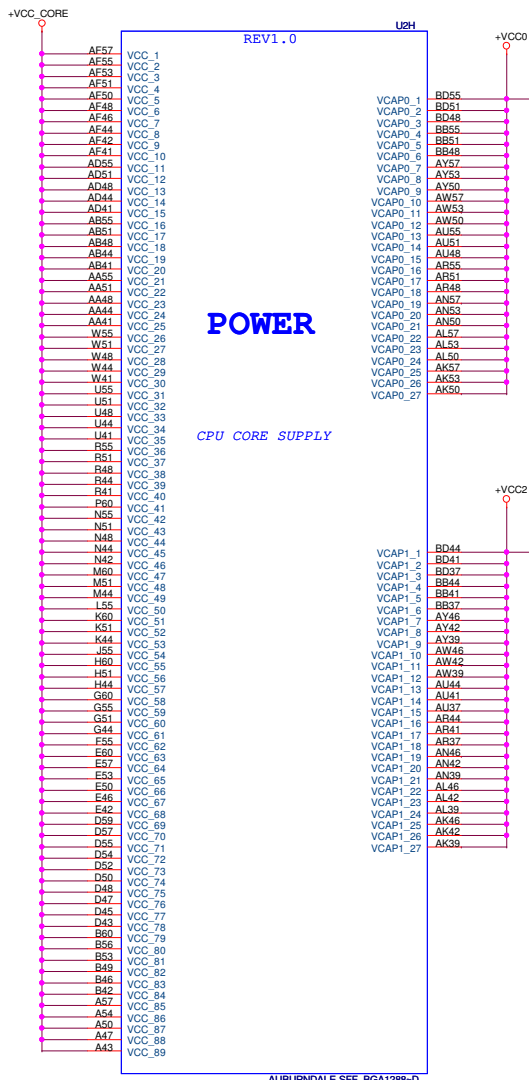 +VCC_CORE
U2H
REV1.0
+VCC0
AF57 VCC_1
AF55 VCC_2
AF53 VCC_3
AF51 VCC_4
AF50 VCC_5
AF48 VCC_6
AF46 VCC_7
AF44 VCC_8
AF42 VCC_9
AF41 VCC_10
AD55 VCC_11
AD51 VCC_12
AD48 VCC_13
AD44 VCC_14
AD41 VCC_15
AB55 VCC_16
AB51 VCC_17
AB48 VCC_18
AB44 VCC_19
AB41 VCC_20
AA55 VCC_21
AA51 VCC_22
AA48 VCC_23
AA44 VCC_24
AA41 VCC_25
W55 VCC_26
W51 VCC_27
W48 VCC_28
W44 VCC_29
W41 VCC_30
U55 VCC_31
U51 VCC_32
U48 VCC_33
U44 VCC_34
U41 VCC_35
R55 VCC_36
R51 VCC_37
R48 VCC_38
R44 VCC_39
R41 VCC_40
P60 VCC_41
N55 VCC_42
N51 VCC_43
N48 VCC_44
N44 VCC_45
N42 VCC_46
M60 VCC_47
M51 VCC_48
M44 VCC_49
L55 VCC_50
K60 VCC_51
K51 VCC_52
K44 VCC_53
J55 VCC_54
H60 VCC_55
H51 VCC_56
H44 VCC_57
G60 VCC_58
G55 VCC_59
G51 VCC_60
G44 VCC_61
F55 VCC_62
E60 VCC_63
E57 VCC_64
E53 VCC_65
E50 VCC_66
E46 VCC_67
E42 VCC_68
D59 VCC_69
D57 VCC_70
D55 VCC_71
D54 VCC_72
D52 VCC_73
D50 VCC_74
D48 VCC_75
D47 VCC_76
D45 VCC_77
D43 VCC_78
B60 VCC_79
B56 VCC_80
B53 VCC_81
B49 VCC_82
B46 VCC_83
B42 VCC_84
A57 VCC_85
A54 VCC_86
A50 VCC_87
A47 VCC_88
A43 VCC_89
POWER
CPU CORE SUPPLY
VCAP0_1 BD55
VCAP0_2 BD51
VCAP0_3 BD48
VCAP0_4 BB55
VCAP0_5 BB51
VCAP0_6 BB48
VCAP0_7 AY57
VCAP0_8 AY53
VCAP0_9 AY50
VCAP0_10 AW57
VCAP0_11 AW53
VCAP0_12 AW50
VCAP0_13 AU55
VCAP0_14 AU51
VCAP0_15 AU48
VCAP0_16 AR55
VCAP0_17 AR51
VCAP0_18 AR48
VCAP0_19 AN57
VCAP0_20 AN53
VCAP0_21 AN50
VCAP0_22 AL57
VCAP0_23 AL53
VCAP0_24 AL50
VCAP0_25 AK57
VCAP0_26 AK53
VCAP0_27 AK50
+VCC2
VCAP1_1 BD44
VCAP1_2 BD41
VCAP1_3 BD37
VCAP1_4 BB44
VCAP1_5 BB41
VCAP1_6 BB37
VCAP1_7 AY46
VCAP1_8 AY42
VCAP1_9 AY39
VCAP1_10 AW46
VCAP1_11 AW42
VCAP1_12 AW39
VCAP1_13 AU44
VCAP1_14 AU41
VCAP1_15 AU37
VCAP1_16 AR44
VCAP1_17 AR41
VCAP1_18 AR37
VCAP1_19 AN46
VCAP1_20 AN42
VCAP1_21 AN39
VCAP1_22 AL46
VCAP1_23 AL42
VCAP1_24 AL39
VCAP1_25 AK46
VCAP1_26 AK42
VCAP1_27 AK39
AUBURNDALE SFF_BGA1288~D